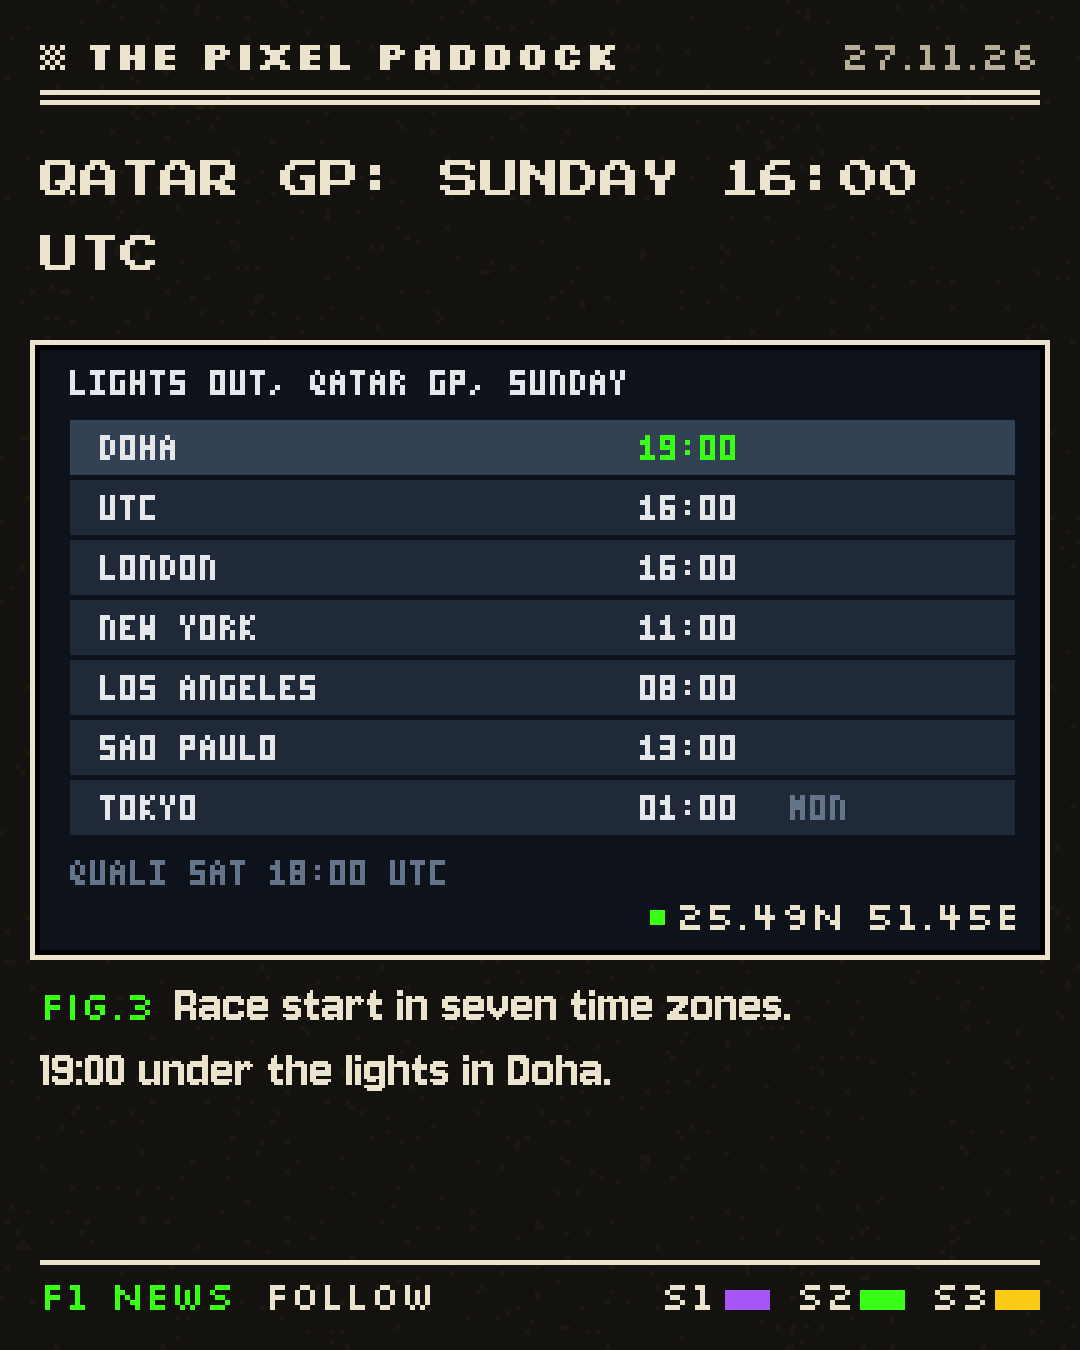 THE PIXEL PADDOCK 27.11.26
QATAR GP: SUNDAY 16:00
UTC
LIGHTS OUT, QATAR GP, SUNDAY
DOHA 19:00
UTC 16:00
LONDON 16:00
NEW YORK 11:00
LOS ANGELES 08:00
SAO PAULO 13:00
TOKYO 01:00 MON
QUALI SAT 18:00 UTC
25.49N 51.45E
FIG.3 Race start in seven time zones.
19:00 under the lights in Doha.
F1 NEWS FOLLOW S1 S2 S3